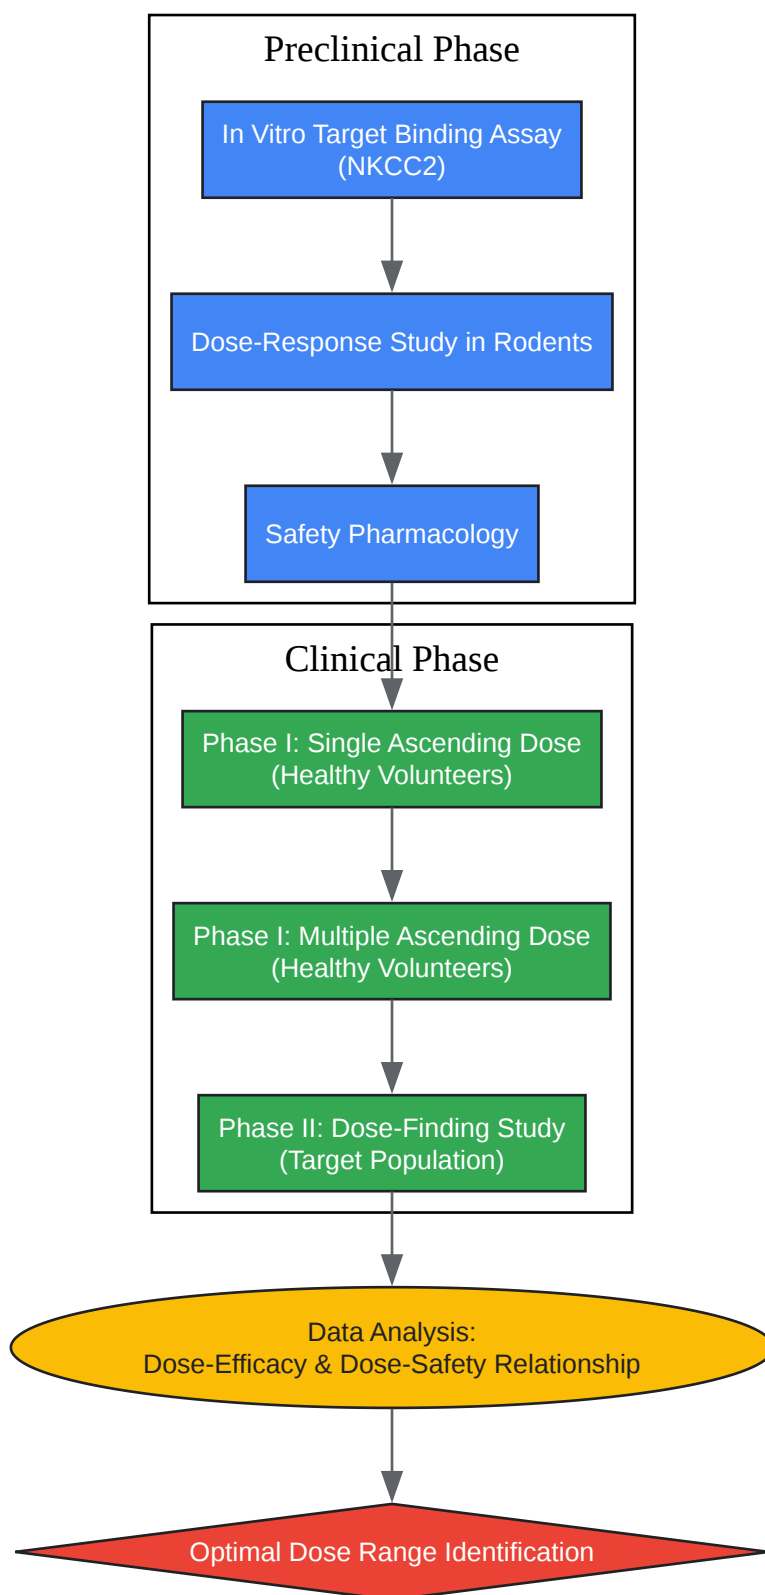 Preclinical Phase
In Vitro Target Binding Assay
(NKCC2)
Dose-Response Study in Rodents
Safety Pharmacology
Clinical Phase
Phase I: Single Ascending Dose
(Healthy Volunteers)
Phase I: Multiple Ascending Dose
(Healthy Volunteers)
Phase II: Dose-Finding Study
(Target Population)
Data Analysis:
Dose-Efficacy & Dose-Safety Relationship
Optimal Dose Range Identification